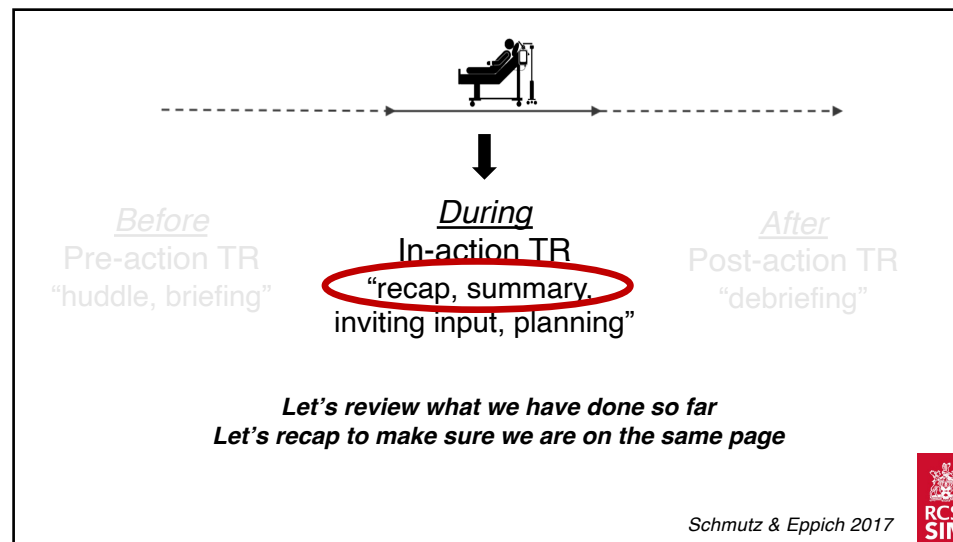 Before
Pre-action TR
“huddle, briefing”
During
In-action TR
“recap, summary,
inviting input, planning”
After
Post-action TR
“debriefing”
Let’s review what we have done so far
Let’s recap to make sure we are on the same page
Schmutz & Eppich 2017
SIM